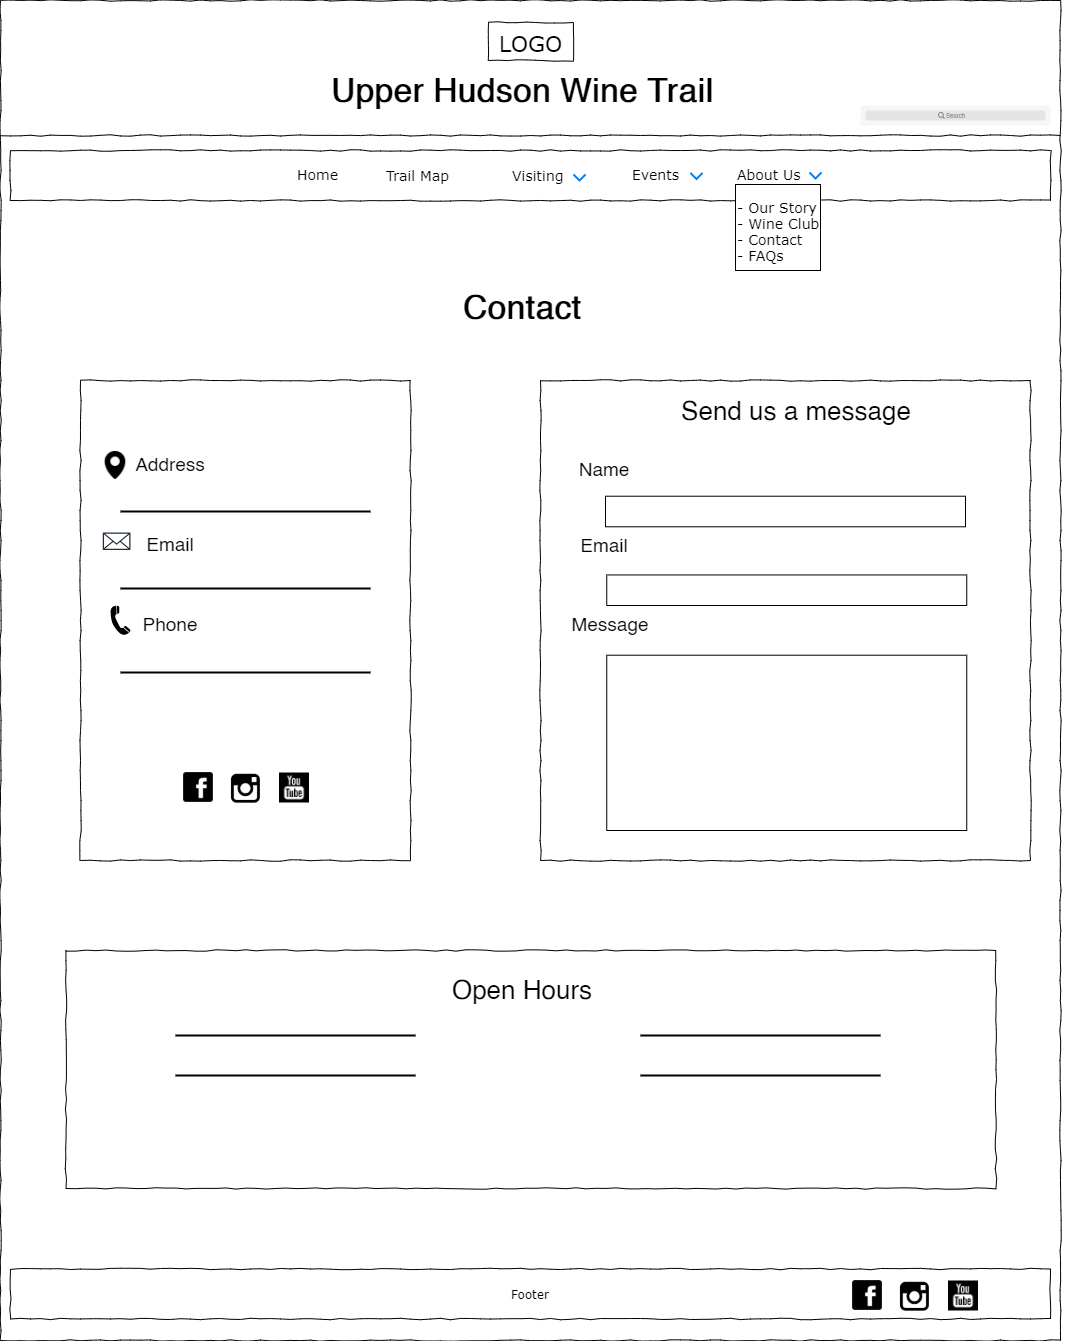 LOGO
Upper Hudson Wine Trail
Search
Home Trail Map Visiting Events About Us
- Our Story
- Wine Club
- Contact
- FAQs
Contact
Address
Email
Phone
You
Tube
Send us a message
Name
Email
Message
Open Hours
Footer
You
Tube